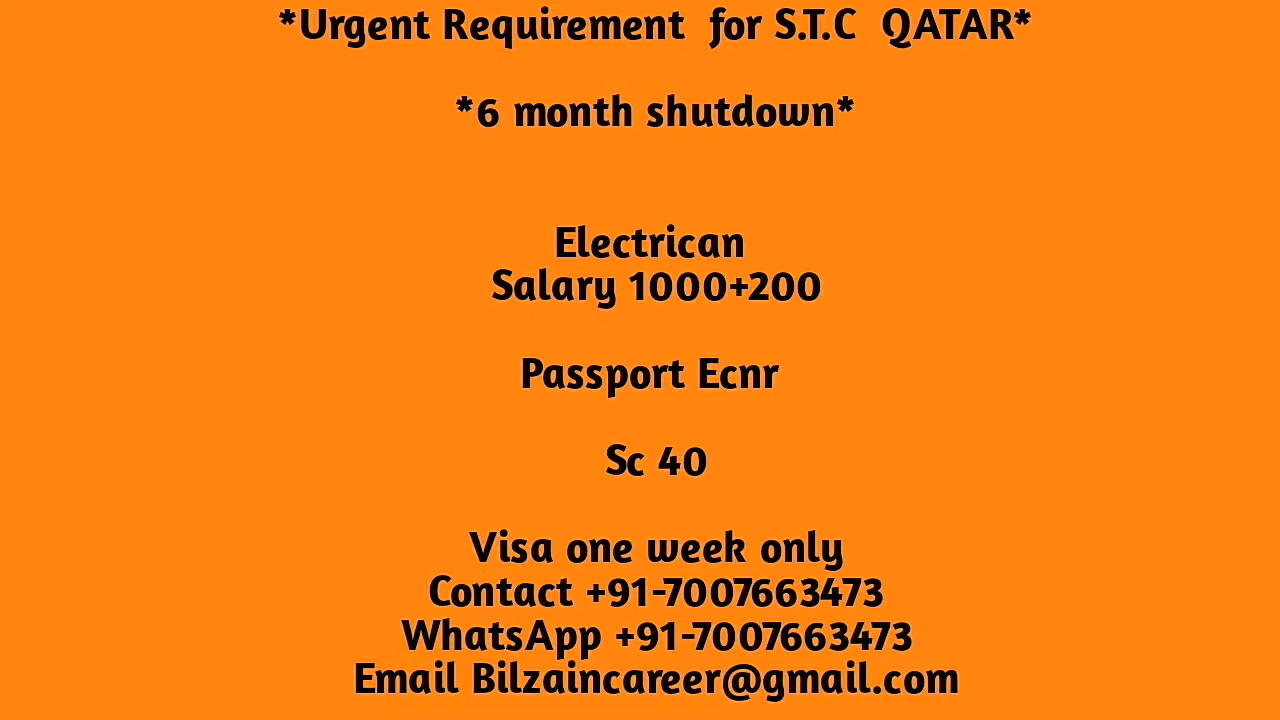 *Urgent Requirement for S.T.C QATAR*
*6 month shutdown*
Electrican
Salary 1000+200
Passport Ecnr
Sc 40
Visa one week only
Contact +91-7007663473
WhatsApp +91-7007663473
Email Bilzaincareer@gmail.com